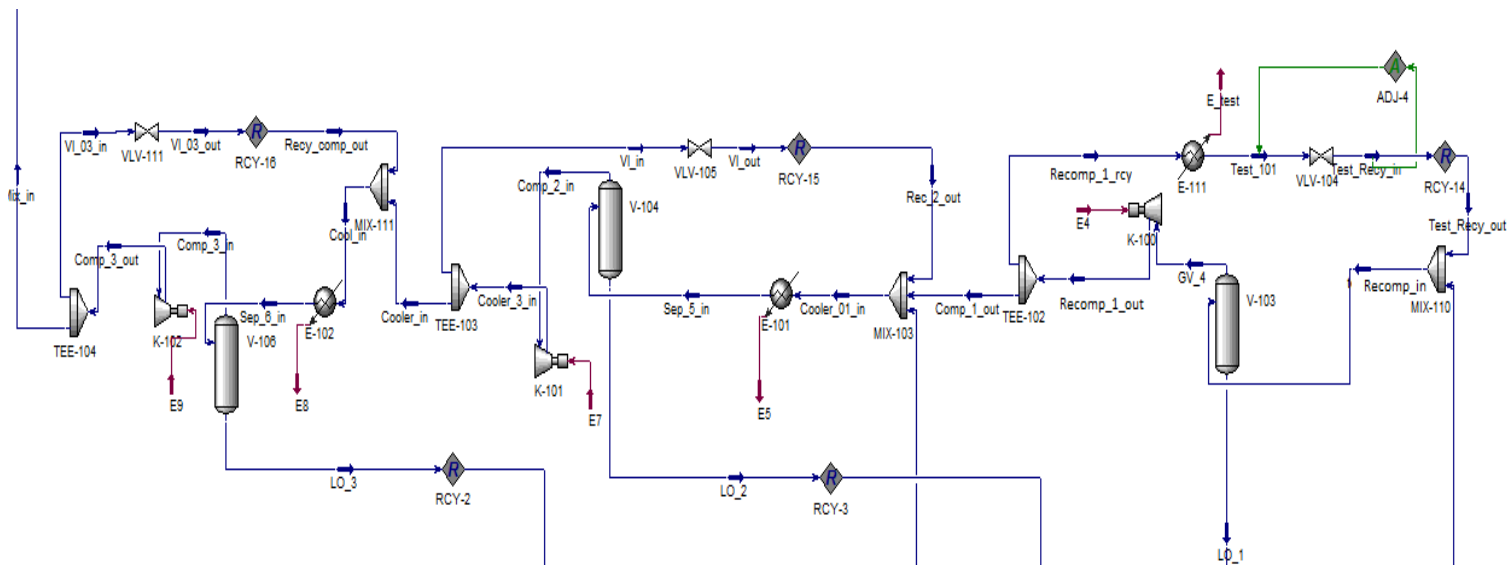 A
ADJ-4
E_test
VI_03_in
VI_03_out
R
Recy_comp_out
VLV-111
RCY-16
VI_in
VI_out
R
VLV-105
RCY-15
Recomp_1_rcy
Test_101
Test_Recy_in
R
E-111
VLV-104
RCY-14
Comp_2_in
V-104
Rec_2_out
Mix_in
MIX-111
E4
K-100
Test_Recy_out
Cool_in
Comp_3_in
Comp_3_out
GV_4
Recomp_in
V-103
MIX-110
Cooler_3_in
Cooler_in
Sep_5_in
Cooler_01_in
Comp_1_out
Recomp_1_out
Sep_6_in
E-102
TEE-103
E-101
MIX-103
TEE-102
K-102
V-106
TEE-104
K-101
E9
E8
E7
E5
LO_3
R
RCY-2
LO_2
R
RCY-3
LO_1